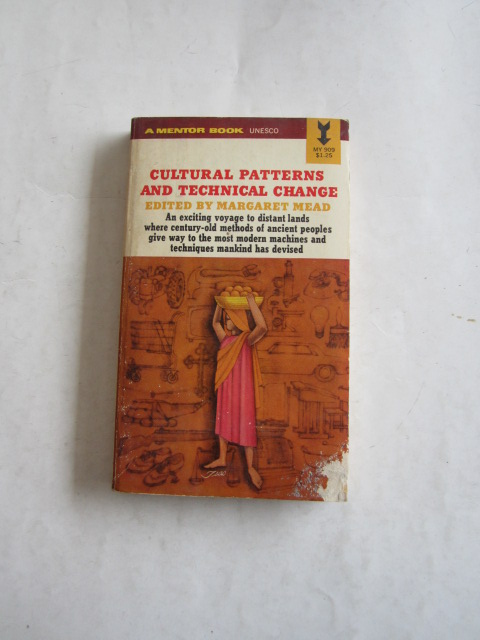 A MENTOR BOOK UNESCO
MY 909
$1.25
CULTURAL PATTERNS
AND TECHNICAL CHANGE
EDITED BY MARGARET MEAD
An exciting voyage to distant lands
where century-old methods of ancient peoples
give way to the most modern machines and
techniques mankind has devised